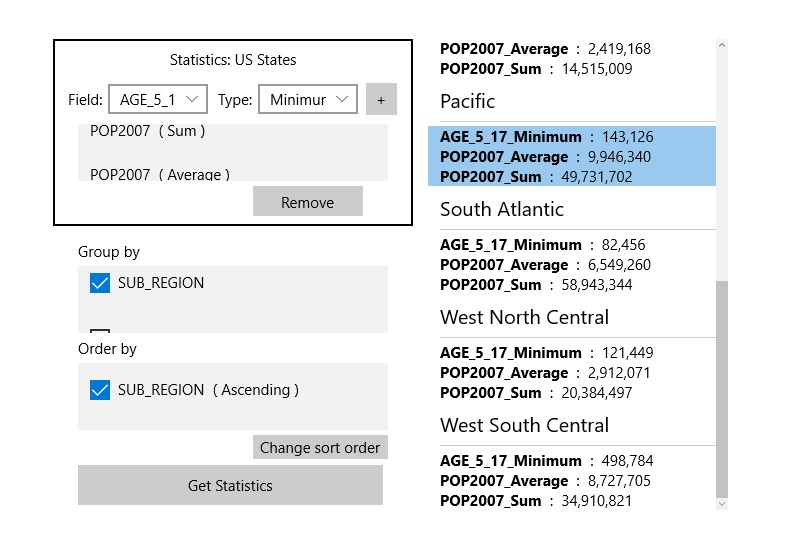 Statistics: US States
Field: AGE_5_1 Type: Minimur +
POP2007 ( Sum )
POP2007 ( Average )
Remove
Group by
SUB_REGION
Order by
SUB_REGION ( Ascending )
Change sort order
Get Statistics
POP2007_Average : 2,419,168
POP2007_Sum : 14,515,009
Pacific
AGE_5_17_Minimum : 143,126
POP2007_Average : 9,946,340
POP2007_Sum : 49,731,702
South Atlantic
AGE_5_17_Minimum : 82,456
POP2007_Average : 6,549,260
POP2007_Sum : 58,943,344
West North Central
AGE_5_17_Minimum : 121,449
POP2007_Average : 2,912,071
POP2007_Sum : 20,384,497
West South Central
AGE_5_17_Minimum : 498,784
POP2007_Average : 8,727,705
POP2007_Sum : 34,910,821